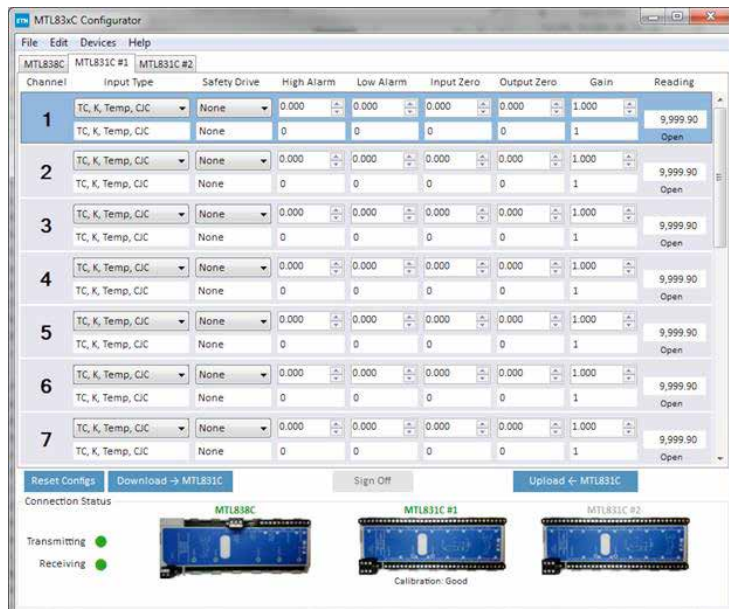 ETN MTL83xC Configurator
File Edit Devices Help
MTL838C MTL831C #1 MTL831C #2
Channel Input Type Safety Drive High Alarm Low Alarm Input Zero Output Zero Gain Reading
1 TC, K, Temp, CJC None 0.000 0.000 0.000 0.000 1.000 9,999.90
TC, K, Temp, CJC None 0 0 0 0 1 Open
2 TC, K, Temp, CJC None 0.000 0.000 0.000 0.000 1.000 9,999.90
TC, K, Temp, CJC None 0 0 0 0 1 Open
3 TC, K, Temp, CJC None 0.000 0.000 0.000 0.000 1.000 9,999.90
TC, K, Temp, CJC None 0 0 0 0 1 Open
4 TC, K, Temp, CJC None 0.000 0.000 0.000 0.000 1.000 9,999.90
TC, K, Temp, CJC None 0 0 0 0 1 Open
5 TC, K, Temp, CJC None 0.000 0.000 0.000 0.000 1.000 9,999.90
TC, K, Temp, CJC None 0 0 0 0 1 Open
6 TC, K, Temp, CJC None 0.000 0.000 0.000 0.000 1.000 9,999.90
TC, K, Temp, CJC None 0 0 0 0 1 Open
7 TC, K, Temp, CJC None 0.000 0.000 0.000 0.000 1.000 9,999.90
TC, K, Temp, CJC None 0 0 0 0 1 Open
Reset Configs Download → MTL831C Sign Off Upload ← MTL831C
Connection Status
MTL838C MTL831C #1 MTL831C #2
Transmitting
Receiving
Calibration: Good